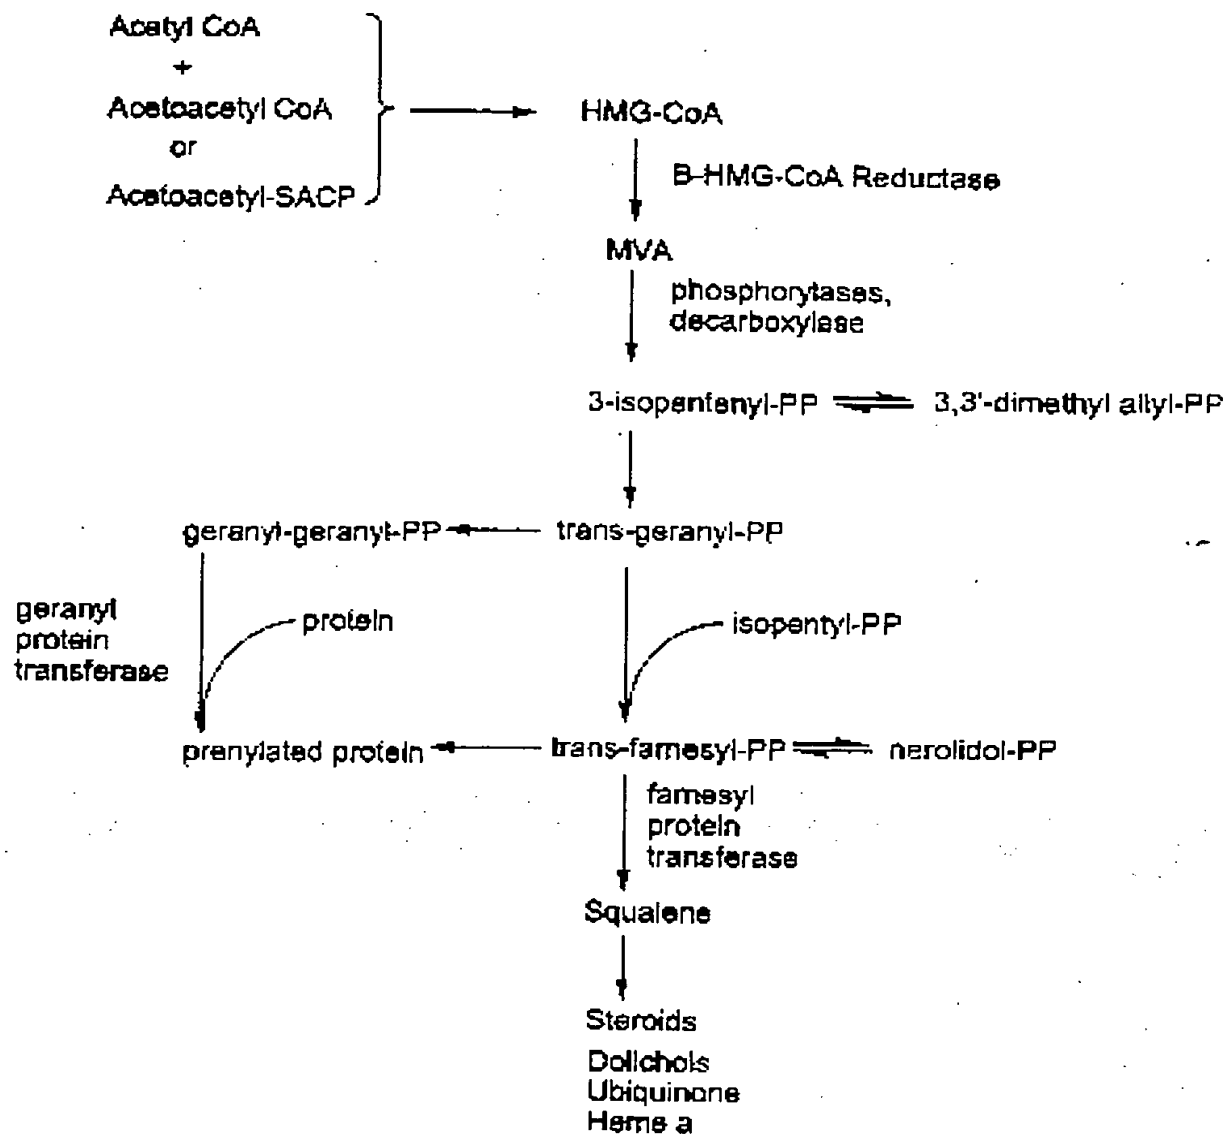 Acetyl CoA
+
Acetoacetyl CoA
or
Acetoacetyl-SACP
HMG-CoA
B-HMG-CoA Reductase
MVA
phosphorytases,
decarboxylase
3-isopentenyl-PP
3,3'-dimethyl allyl-PP
geranyl-geranyl-PP
trans-geranyl-PP
geranyl
protein
transferase
protein
isopentyl-PP
prenylated protein
trans-farnesyl-PP
nerolidol-PP
farnesyl
protein
transferase
Squalene
Steroids
Dolichols
Ubiquinone
Heme a